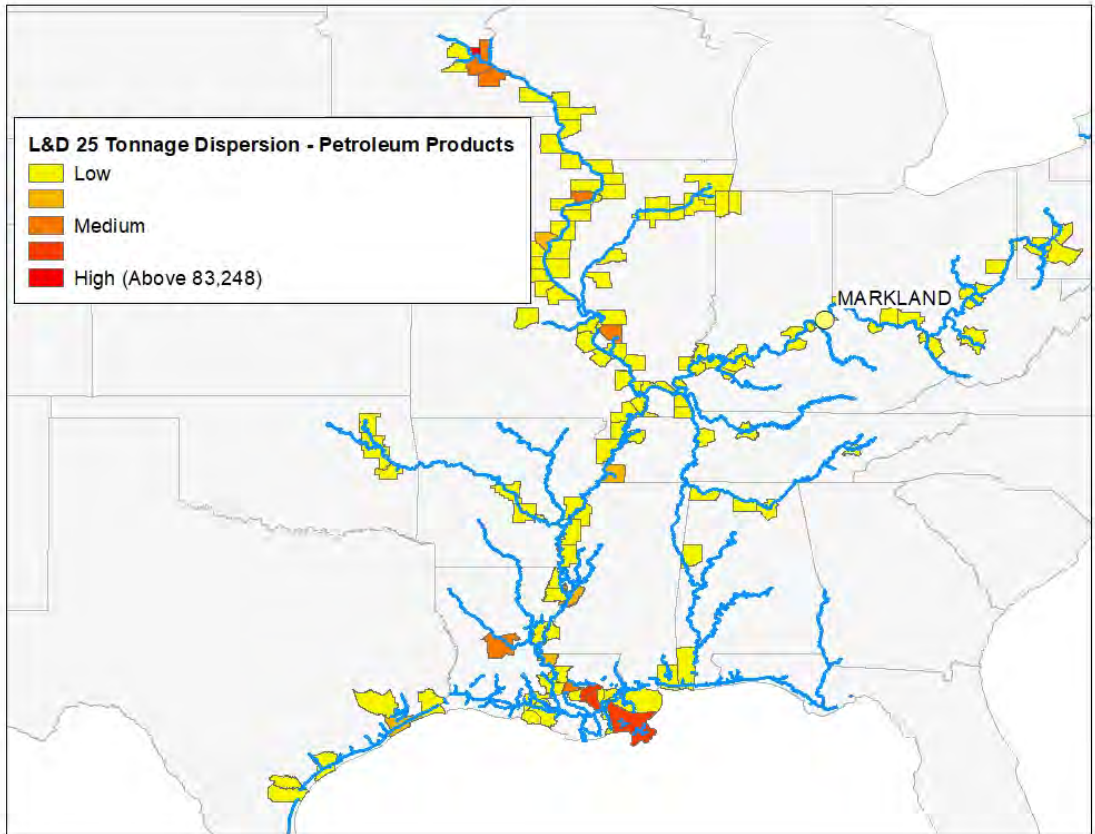 L&D 25 Tonnage Dispersion - Petroleum Products
Low
Medium
High (Above 83,248)
MARKLAND